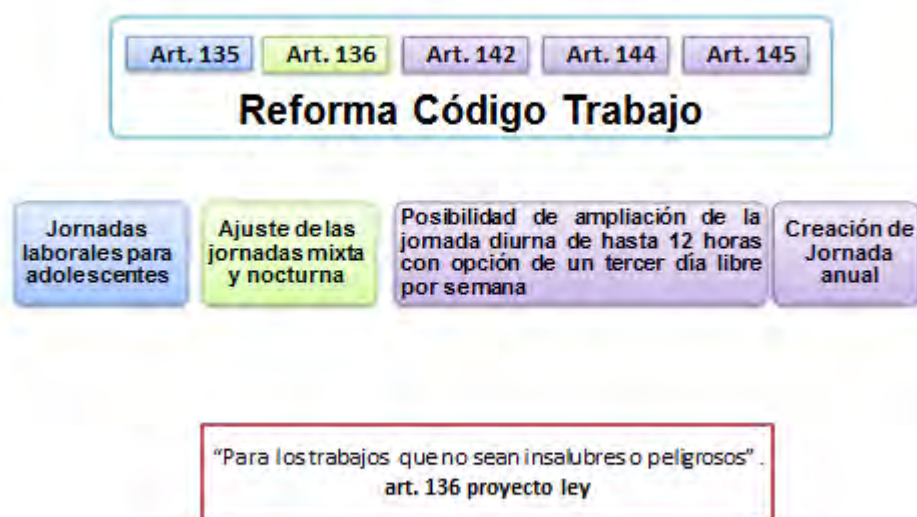 Art. 135 Art. 136 Art. 142 Art. 144 Art. 145
Reforma Código Trabajo
Jornadas
laborales para
adolescentes
Ajuste de las
jornadas mixta
y nocturna
Posibilidad de ampliación de la
jornada diurna de hasta 12 horas
con opción de un tercer día libre
por semana
Creación de
Jornada
anual
“Para los trabajos que no sean insalubres o peligrosos” .
art. 136 proyecto ley